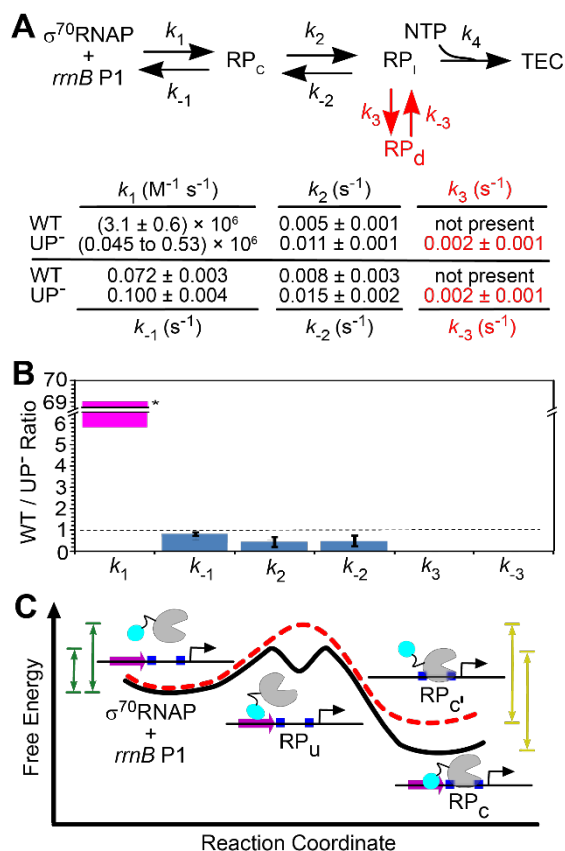 A
σ⁷⁰RNAP
+
rrnB P1
k₁
k₋₁
RP꜀
k₂
k₋₂
RPᵢ
NTP
k₄
TEC
k₃
k₋₃
RPd
k₁ (M⁻¹ s⁻¹) k₂ (s⁻¹) k₃ (s⁻¹)
WT (3.1 ± 0.6) × 10⁶ 0.005 ± 0.001 not present
UP⁻ (0.045 to 0.53) × 10⁶ 0.011 ± 0.001 0.002 ± 0.001
WT 0.072 ± 0.003 0.008 ± 0.003 not present
UP⁻ 0.100 ± 0.004 0.015 ± 0.002 0.002 ± 0.001
k₋₁ (s⁻¹) k₋₂ (s⁻¹) k₋₃ (s⁻¹)
B
WT / UP⁻ Ratio
70
69
6
5
4
3
2
1
0
*
k₁ k₋₁ k₂ k₋₂ k₃ k₋₃
C
Free Energy
σ⁷⁰RNAP
+
rrnB P1
RPu
RPc'
RPc
Reaction Coordinate